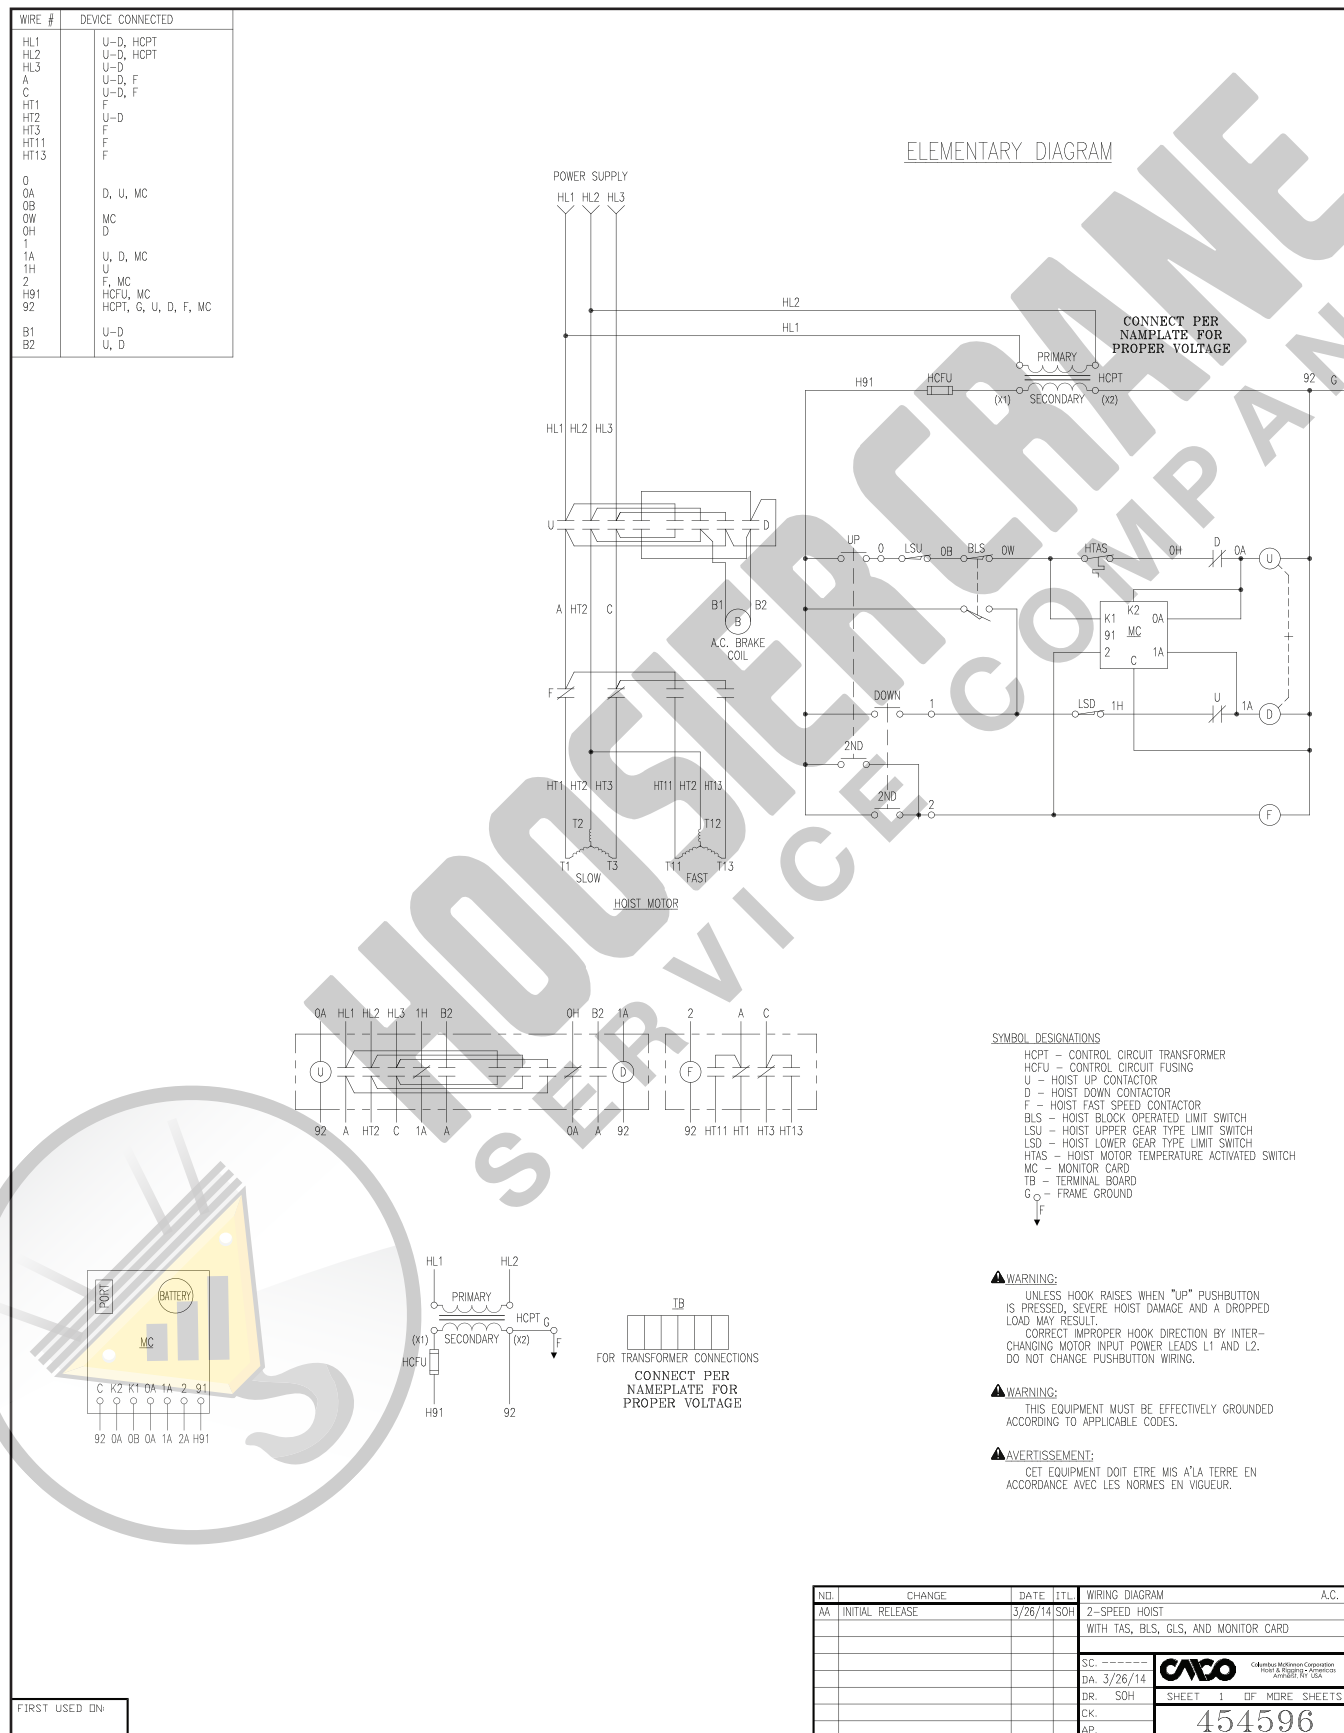 WIRE # DEVICE CONNECTED
HL1 U-D, HCPT
HL2 U-D, HCPT
HL3 U-D
A U-D, F
C U-D, F
HT1 F
HT2 U-D
HT3 F
HT11 F
HT13 F
0
0A D, U, MC
0B
0W MC
0H D
1
1A U, D, MC
1H U
2 F, MC
H91 HCFU, MC
92 HCPT, G, U, D, F, MC
B1 U-D
B2 U, D
ELEMENTARY DIAGRAM
POWER SUPPLY
HL1 HL2 HL3
HL2
HL1
CONNECT PER
NAMPLATE FOR
PROPER VOLTAGE
PRIMARY
H91 HCFU HCPT 92 G
(X1) SECONDARY (X2)
HL1 HL2 HL3
U D
UP 0 LSU 0B BLS 0W HTAS 0H D 0A U
A HT2 C B1 B B2
A.C. BRAKE
COIL
K1 K2 0A
91 MC
2 C 1A
F
DOWN 1 LSD 1H U 1A D
2ND
2ND 2 F
HT1 HT2 HT3 HT11 HT2 HT13
T2 T12
T1 T3 T11 T13
SLOW FAST
HOIST MOTOR
HOOSIER CRANE
SERVICE COMPAN
0A HL1 HL2 HL3 1H B2 0H B2 1A 2 A C
U D F
92 A HT2 C 1A A 0A A 92 92 HT11 HT1 HT3 HT13
SYMBOL DESIGNATIONS
HCPT - CONTROL CIRCUIT TRANSFORMER
HCFU - CONTROL CIRCUIT FUSING
U - HOIST UP CONTACTOR
D - HOIST DOWN CONTACTOR
F - HOIST FAST SPEED CONTACTOR
BLS - HOIST BLOCK OPERATED LIMIT SWITCH
LSU - HOIST UPPER GEAR TYPE LIMIT SWITCH
LSD - HOIST LOWER GEAR TYPE LIMIT SWITCH
HTAS - HOIST MOTOR TEMPERATURE ACTIVATED SWITCH
MC - MONITOR CARD
TB - TERMINAL BOARD
G - FRAME GROUND
F
PORT BATTERY
MC
C K2 K1 0A 1A 2 91
92 0A 0B 0A 1A 2A H91
HL1 HL2
PRIMARY
HCPT G
(X1) SECONDARY (X2) F
HCFU
H91 92
TB
FOR TRANSFORMER CONNECTIONS
CONNECT PER
NAMEPLATE FOR
PROPER VOLTAGE
WARNING:
UNLESS HOOK RAISES WHEN "UP" PUSHBUTTON
IS PRESSED, SEVERE HOIST DAMAGE AND A DROPPED
LOAD MAY RESULT.
CORRECT IMPROPER HOOK DIRECTION BY INTER-
CHANGING MOTOR INPUT POWER LEADS L1 AND L2.
DO NOT CHANGE PUSHBUTTON WIRING.
WARNING:
THIS EQUIPMENT MUST BE EFFECTIVELY GROUNDED
ACCORDING TO APPLICABLE CODES.
AVERTISSEMENT:
CET EQUIPMENT DOIT ETRE MIS A'LA TERRE EN
ACCORDANCE AVEC LES NORMES EN VIGUEUR.
NO. CHANGE DATE ITL.
AA INITIAL RELEASE 3/26/14 SOH
WIRING DIAGRAM A.C.
2-SPEED HOIST
WITH TAS, BLS, GLS, AND MONITOR CARD
SC. ------
DA. 3/26/14
DR. SOH
CK.
AP.
CMCO
Columbus McKinnon Corporation
Hoist & Rigging - Americas
Amherst, NY USA
SHEET 1 OF MORE SHEETS
454596
FIRST USED ON: